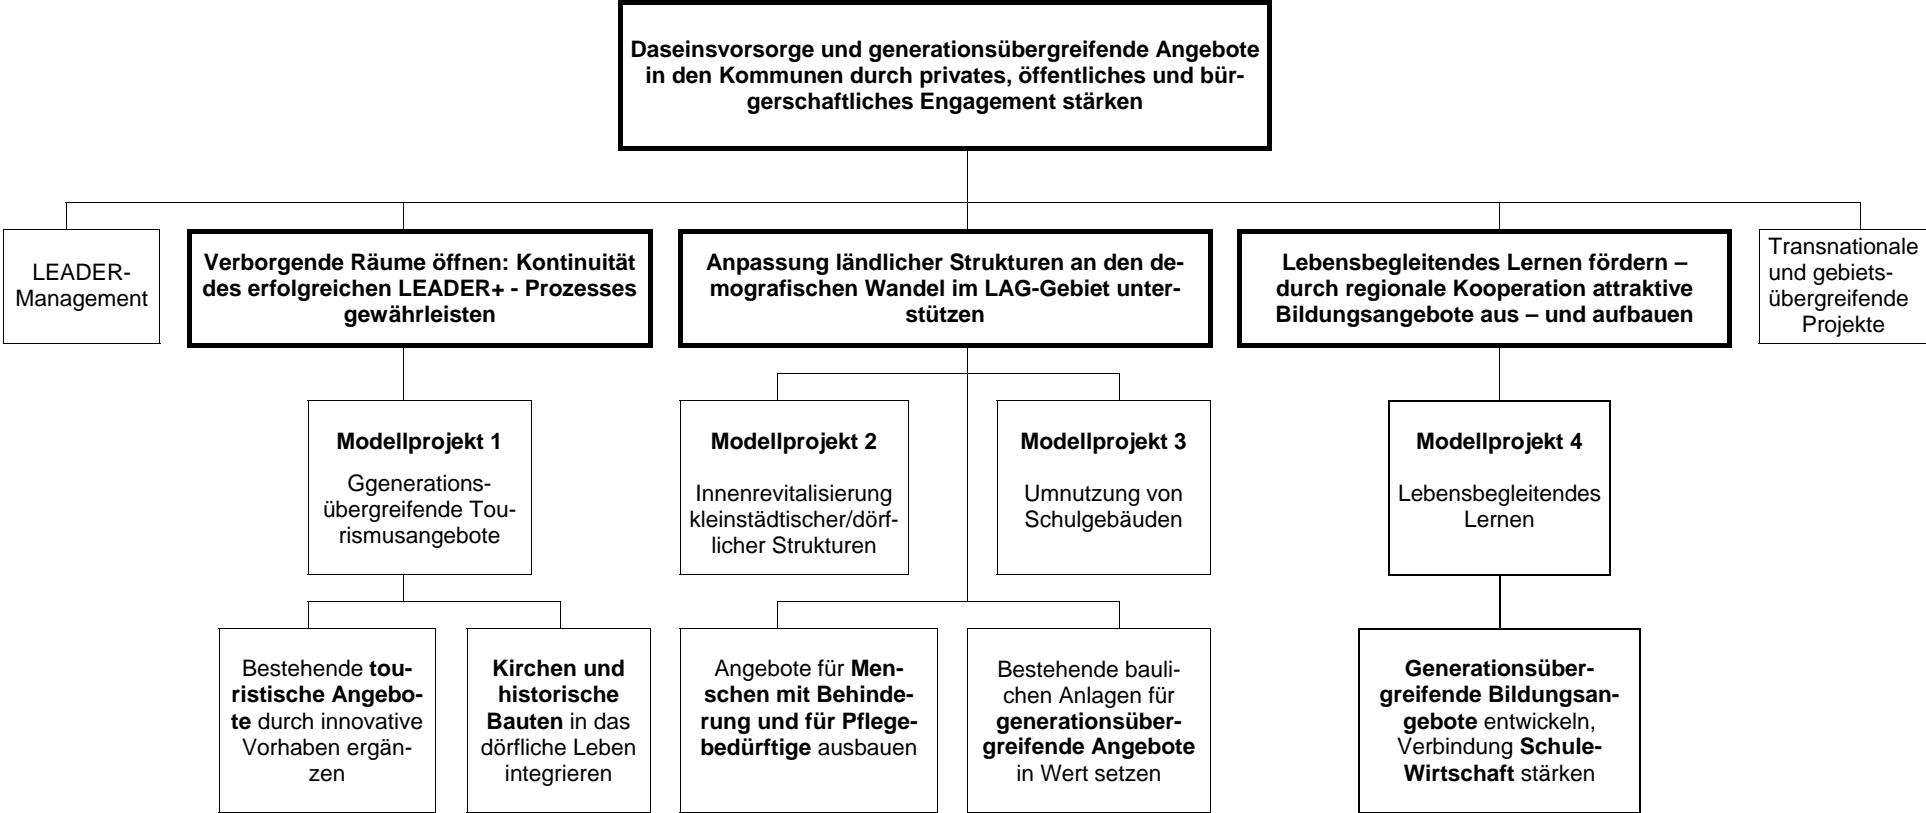 Daseinsvorsorge und generationsübergreifende Angebote
in den Kommunen durch privates, öffentliches und bür-
gerschaftliches Engagement stärken
LEADER-
Management
Verborgende Räume öffnen: Kontinuität
des erfolgreichen LEADER+ - Prozesses
gewährleisten
Anpassung ländlicher Strukturen an den de-
mografischen Wandel im LAG-Gebiet unter-
stützen
Lebensbegleitendes Lernen fördern –
durch regionale Kooperation attraktive
Bildungsangebote aus – und aufbauen
Transnationale
und gebiets-
übergreifende
Projekte
Modellprojekt 1
Ggenerations-
übergreifende Tou-
rismusangebote
Modellprojekt 2
Innenrevitalisierung
kleinstädtischer/dörf-
licher Strukturen
Modellprojekt 3
Umnutzung von
Schulgebäuden
Modellprojekt 4
Lebensbegleitendes
Lernen
Bestehende tou-
ristische Angebo-
te durch innovative
Vorhaben ergän-
zen
Kirchen und
historische
Bauten in das
dörfliche Leben
integrieren
Angebote für Men-
schen mit Behinde-
rung und für Pflege-
bedürftige ausbauen
Bestehende bauli-
chen Anlagen für
generationsüber-
greifende Angebote
in Wert setzen
Generationsüber-
greifende Bildungsan-
gebote entwickeln,
Verbindung Schule-
Wirtschaft stärken